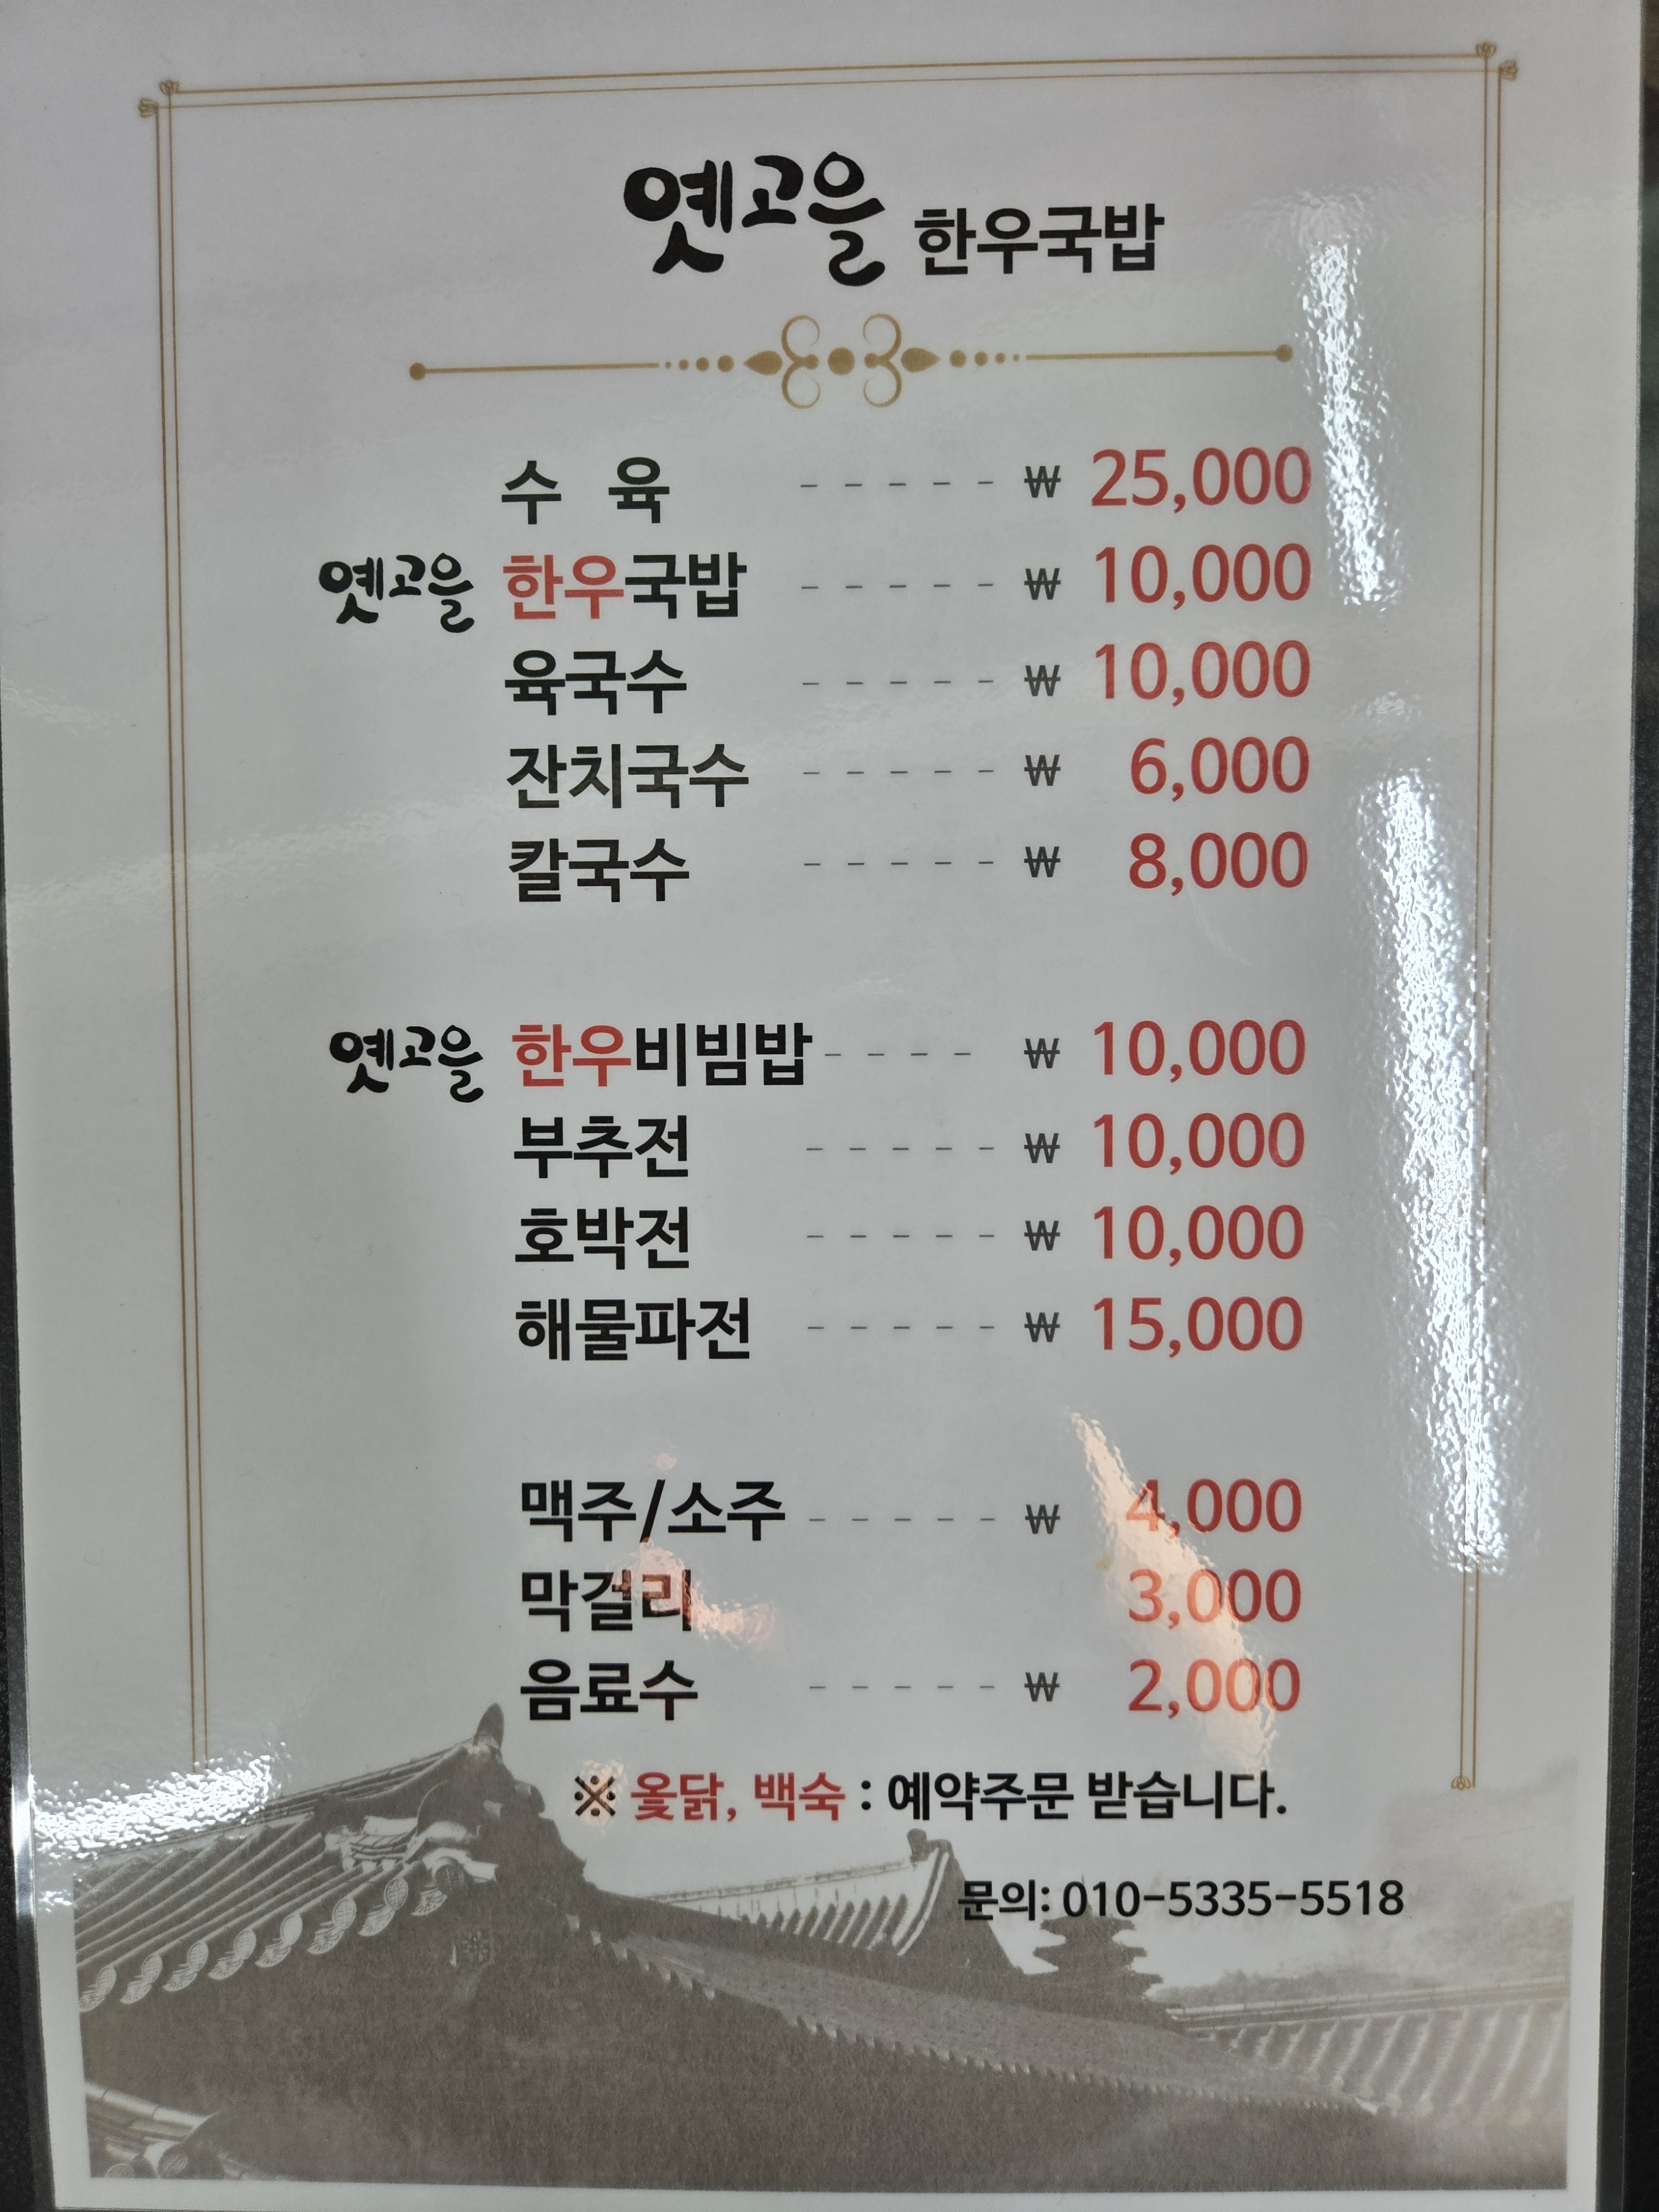 옛고을 한우국밥
수 육 ----- ₩ 25,000
옛고을 한우국밥 ----- ₩ 10,000
육국수 ----- ₩ 10,000
잔치국수 ----- ₩ 6,000
칼국수 ----- ₩ 8,000
옛고을 한우비빔밥 ---- ₩ 10,000
부추전 ----- ₩ 10,000
호박전 ----- ₩ 10,000
해물파전 ----- ₩ 15,000
맥주/소주 ----- ₩ 4,000
막걸리 3,000
음료수 ----- ₩ 2,000
※ 옻닭, 백숙 : 예약주문 받습니다.
문의: 010-5335-5518